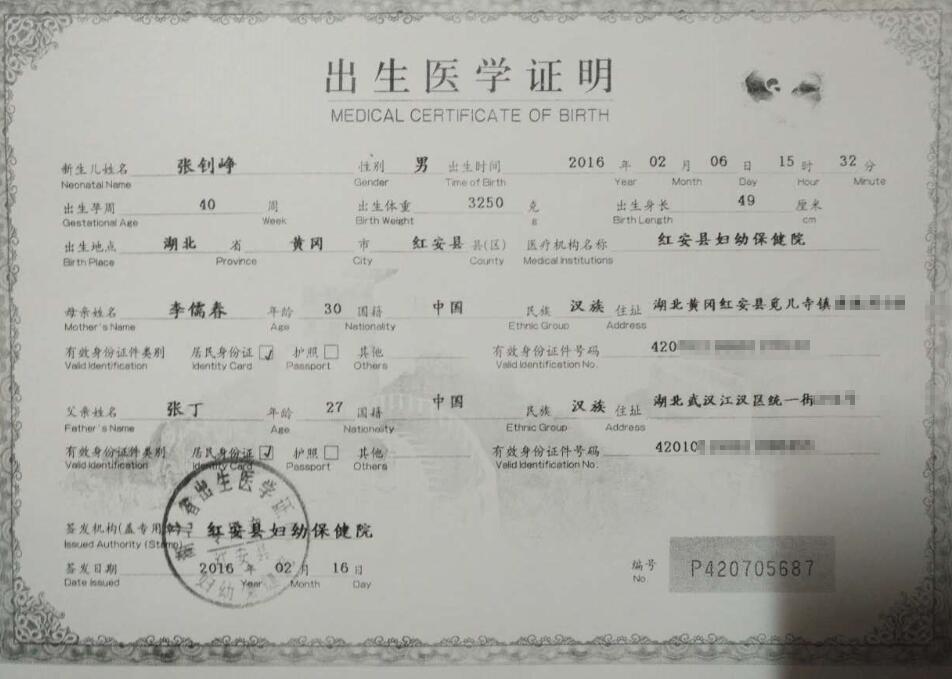 出生医学证明
MEDICAL CERTIFICATE OF BIRTH
新生儿姓名 张钊峥 性别 男 出生时间 2016 年 02 月 06 日 15 时 32 分
Neonatal Name Gender Time of Birth Year Month Day Hour Minute
出生孕周 40 周 出生体重 3250 克 出生身长 49 厘米
Gestational Age Week Birth Weight g Birth Length cm
出生地点 湖北 省 黄冈 市 红安县 县(区) 医疗机构名称 红安县妇幼保健院
Birth Place Province City County Medical Institutions
母亲姓名 李儒春 年龄 30 国籍 中国 民族 汉族 住址 湖北黄冈红安县觅儿寺镇
Mother's Name Age Nationality Ethnic Group Address
有效身份证件类别 居民身份证 ☑ 护照 □ 其他 有效身份证件号码 420
Valid Identification Identity Card Passport Others Valid Identification No.
父亲姓名 张丁 年龄 27 国籍 中国 民族 汉族 住址 湖北武汉江汉区统一街
Father's Name Age Nationality Ethnic Group Address
有效身份证件类别 居民身份证 ☑ 护照 □ 其他 有效身份证件号码 42010
Valid Identification Identity Card Passport Others Valid Identification No.
签发机构(盖专用章) 红安县妇幼保健院
Issued Authority (Stamp)
签发日期 2016 年 02 月 16 日 编号 P420705687
Date Issued Year Month Day No.
省出生医学证
红安县
妇幼